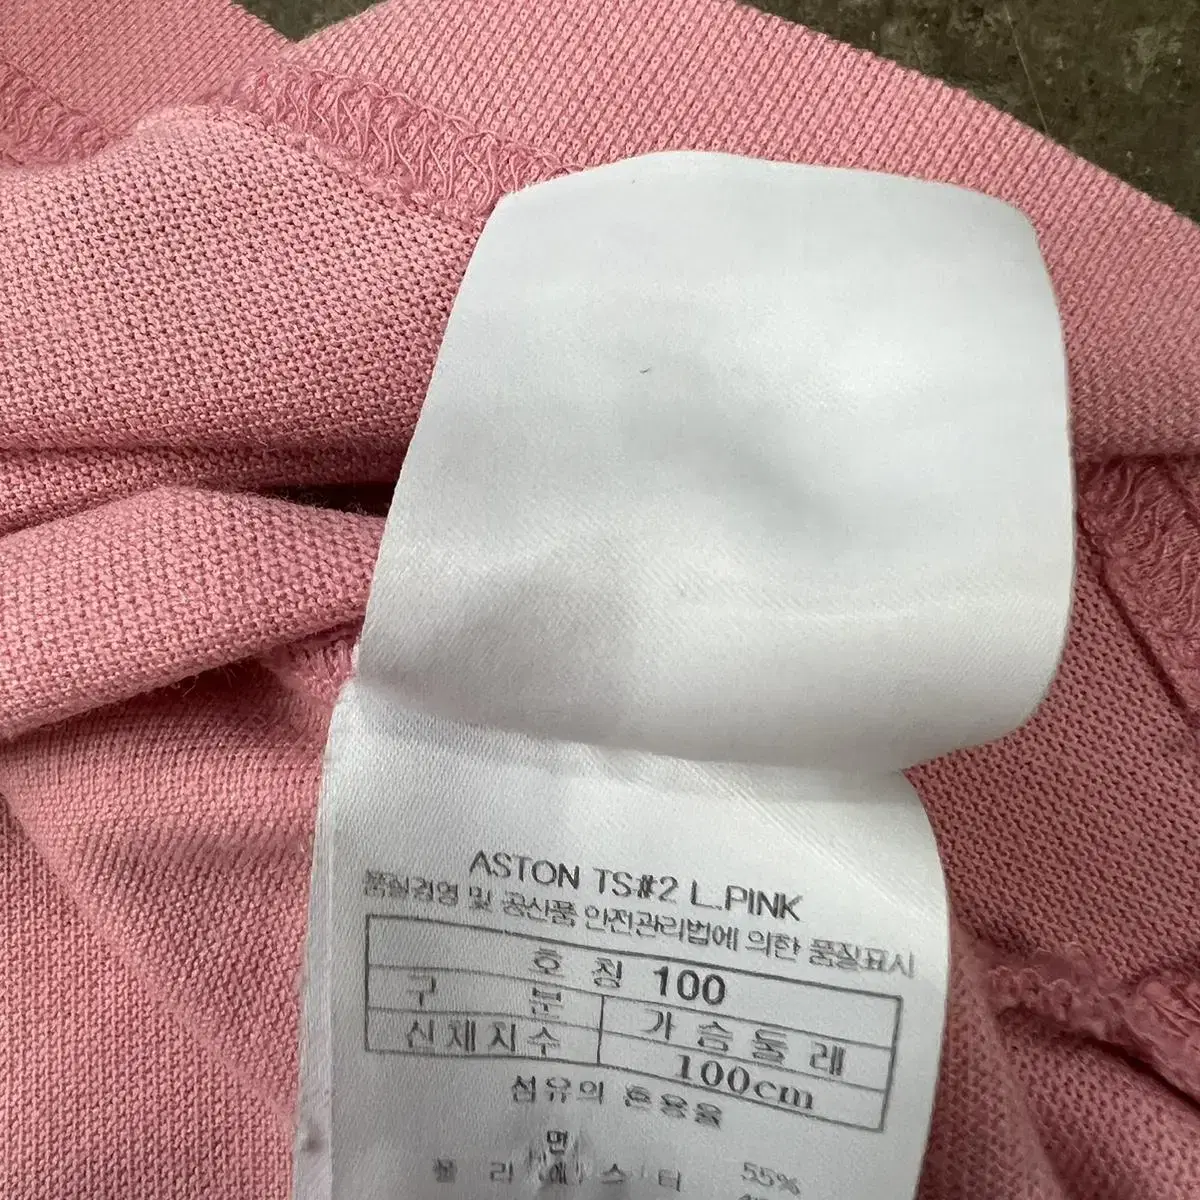 ASTON TS#2 L.PINK
품질경영 및 공산품 안전관리법에 의한 품질표시
호 칭 100
구 분 가 슴 둘 레
신체지수 100cm
섬유의 혼용율
면 55%
폴 리 에 스 터